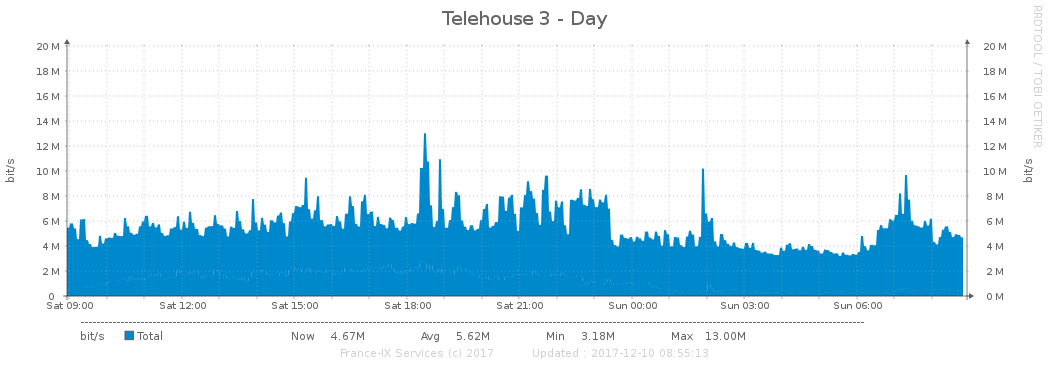 Telehouse 3 - Day
RRDTOOL / TOBI OETIKER
bit/s
20 M 20 M
18 M 18 M
16 M 16 M
14 M 14 M
12 M 12 M
10 M 10 M
8 M 8 M
6 M 6 M
4 M 4 M
2 M 2 M
0 0 M
bit/s
Sat 09:00 Sat 12:00 Sat 15:00 Sat 18:00 Sat 21:00 Sun 00:00 Sun 03:00 Sun 06:00
bit/s Total Now 4.67M Avg 5.62M Min 3.18M Max 13.00M
France-IX Services (c) 2017 Updated : 2017-12-10 08:55:13